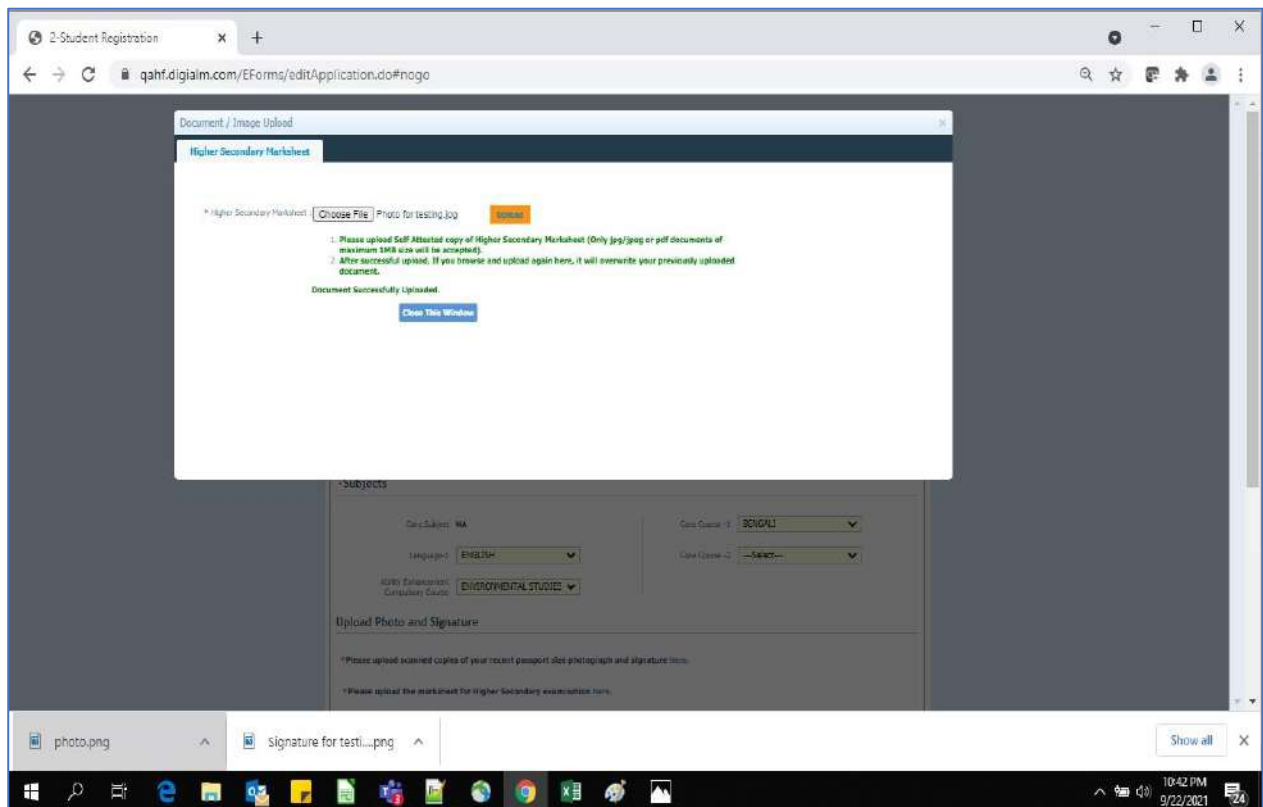 2-Student Registration
qahf.digialm.com/EForms/editApplication.do#nogo
Document / Image Upload
Higher Secondary Marksheet
* Higher Secondary Marksheet : Choose File Photo for testing.jpg Upload
1. Please upload Self Attested copy of Higher Secondary Marksheet (Only jpg/jpeg or pdf documents of
maximum 1MB size will be accepted).
2. After successful upload, If you browse and upload again here, it will overwrite your previously uploaded
document.
Document Successfully Uploaded.
Close This Window
Subjects
Core Subject NA Core Course -1 BENGALI
Language-1 ENGLISH Core Course -2 ---Select---
Ability Enhancement
Compulsory Course ENVIRONMENTAL STUDIES
Upload Photo and Signature
*Please upload scanned copies of your recent passport size photograph and signature here.
*Please upload the marksheet for Higher Secondary examination here.
photo.png Signature for testi....png Show all
10:42 PM
9/22/2021
24